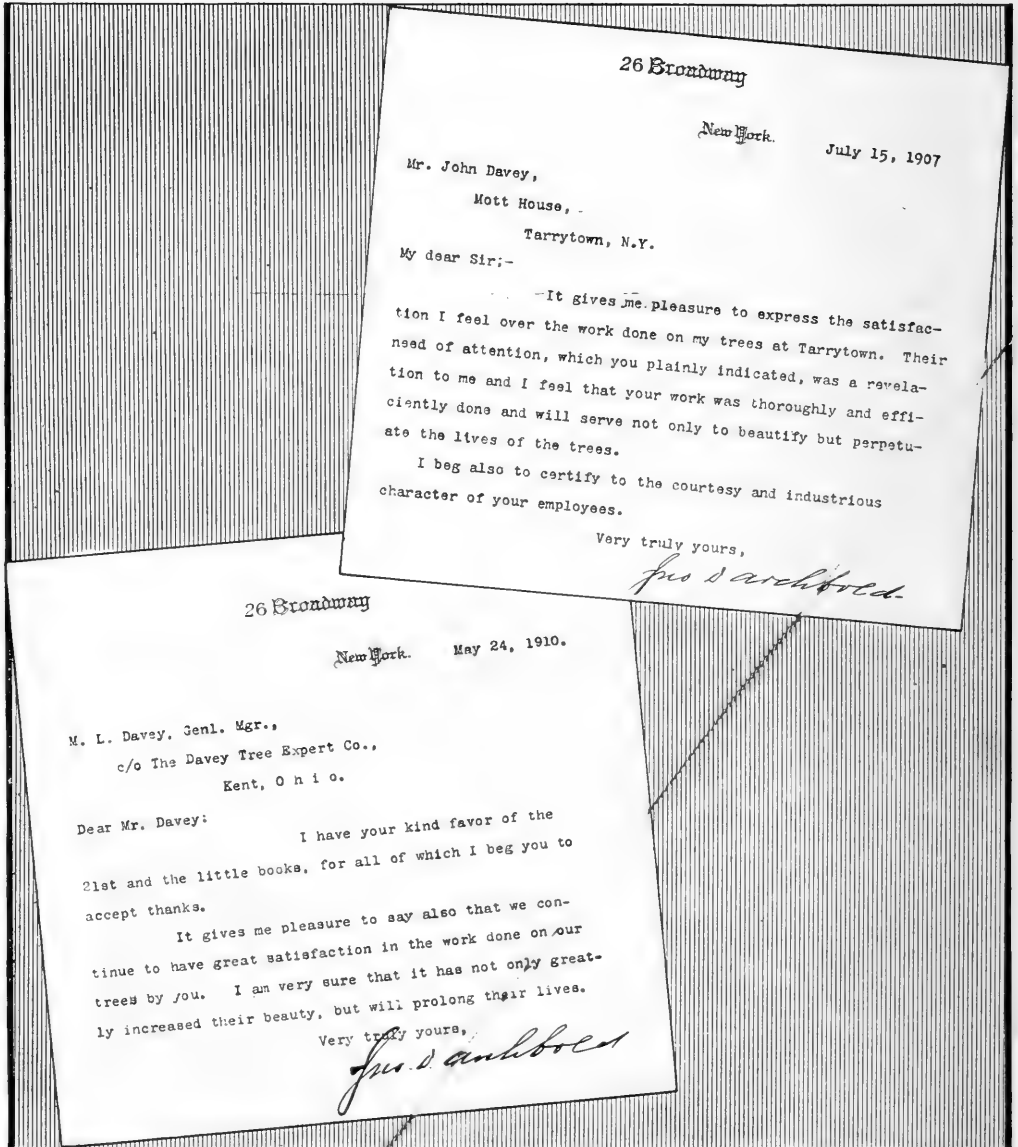 26 Broadway
New York. July 15, 1907
Mr. John Davey,
Mott House,
Tarrytown, N.Y.
My dear Sir;-
It gives me pleasure to express the satisfac-
tion I feel over the work done on my trees at Tarrytown. Their
need of attention, which you plainly indicated, was a revela-
tion to me and I feel that your work was thoroughly and effi-
ciently done and will serve not only to beautify but perpetu-
ate the lives of the trees.
I beg also to certify to the courtesy and industrious
character of your employees.
Very truly yours,
Jno D Archbold
26 Broadway
New York. May 24, 1910.
M. L. Davey, Genl. Mgr.,
c/o The Davey Tree Expert Co.,
Kent, O h i o.
Dear Mr. Davey:
I have your kind favor of the
21st and the little books, for all of which I beg you to
accept thanks.
It gives me pleasure to say also that we con-
tinue to have great satisfaction in the work done on our
trees by you. I am very sure that it has not only great-
ly increased their beauty, but will prolong their lives.
Very truly yours,
Jno. D. Archbold